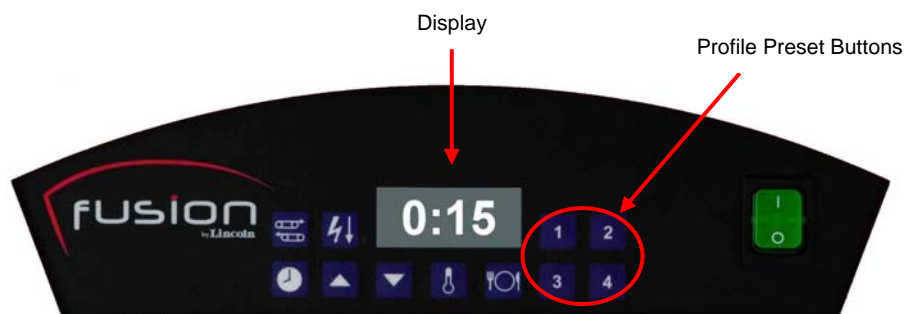 Display
Profile Preset Buttons
fusion
by Lincoln
0:15
1 2
3 4
I
O